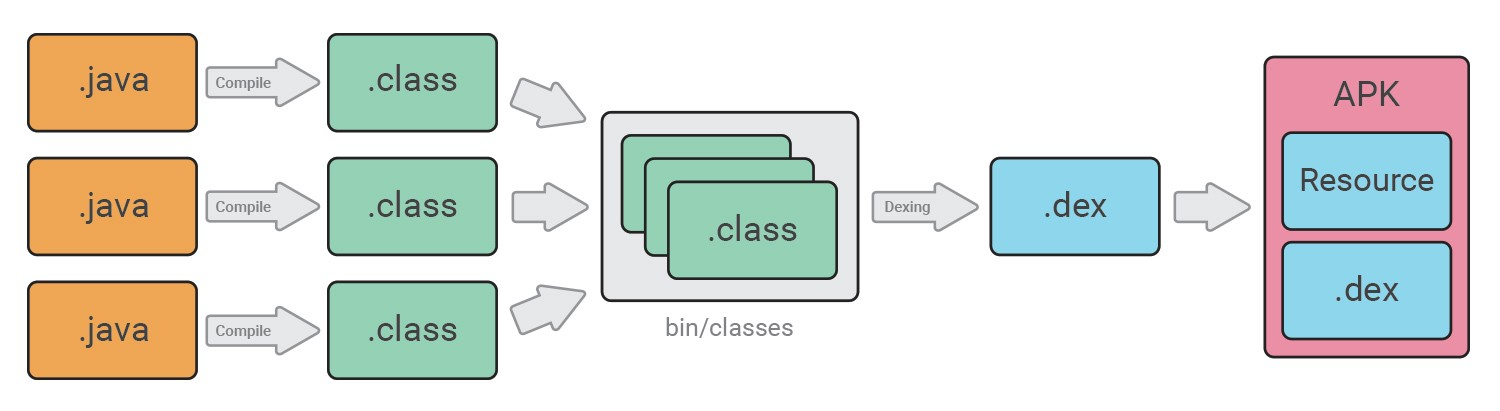 .java
Compile
.class
.java
Compile
.class
.java
Compile
.class
.class
bin/classes
Dexing
.dex
APK
Resource
.dex